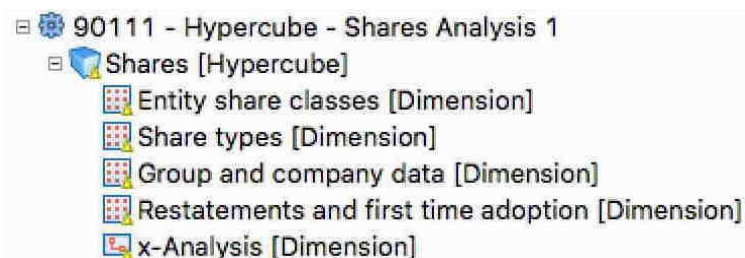 90111 - Hypercube - Shares Analysis 1
Shares [Hypercube]
Entity share classes [Dimension]
Share types [Dimension]
Group and company data [Dimension]
Restatements and first time adoption [Dimension]
x-Analysis [Dimension]